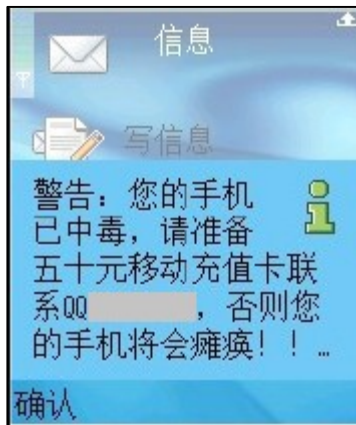 信息
写信息
警告：您的手机
已中毒，请准备
五十元移动充值卡联
系QQ，否则您
的手机将会瘫痪！！…
确认